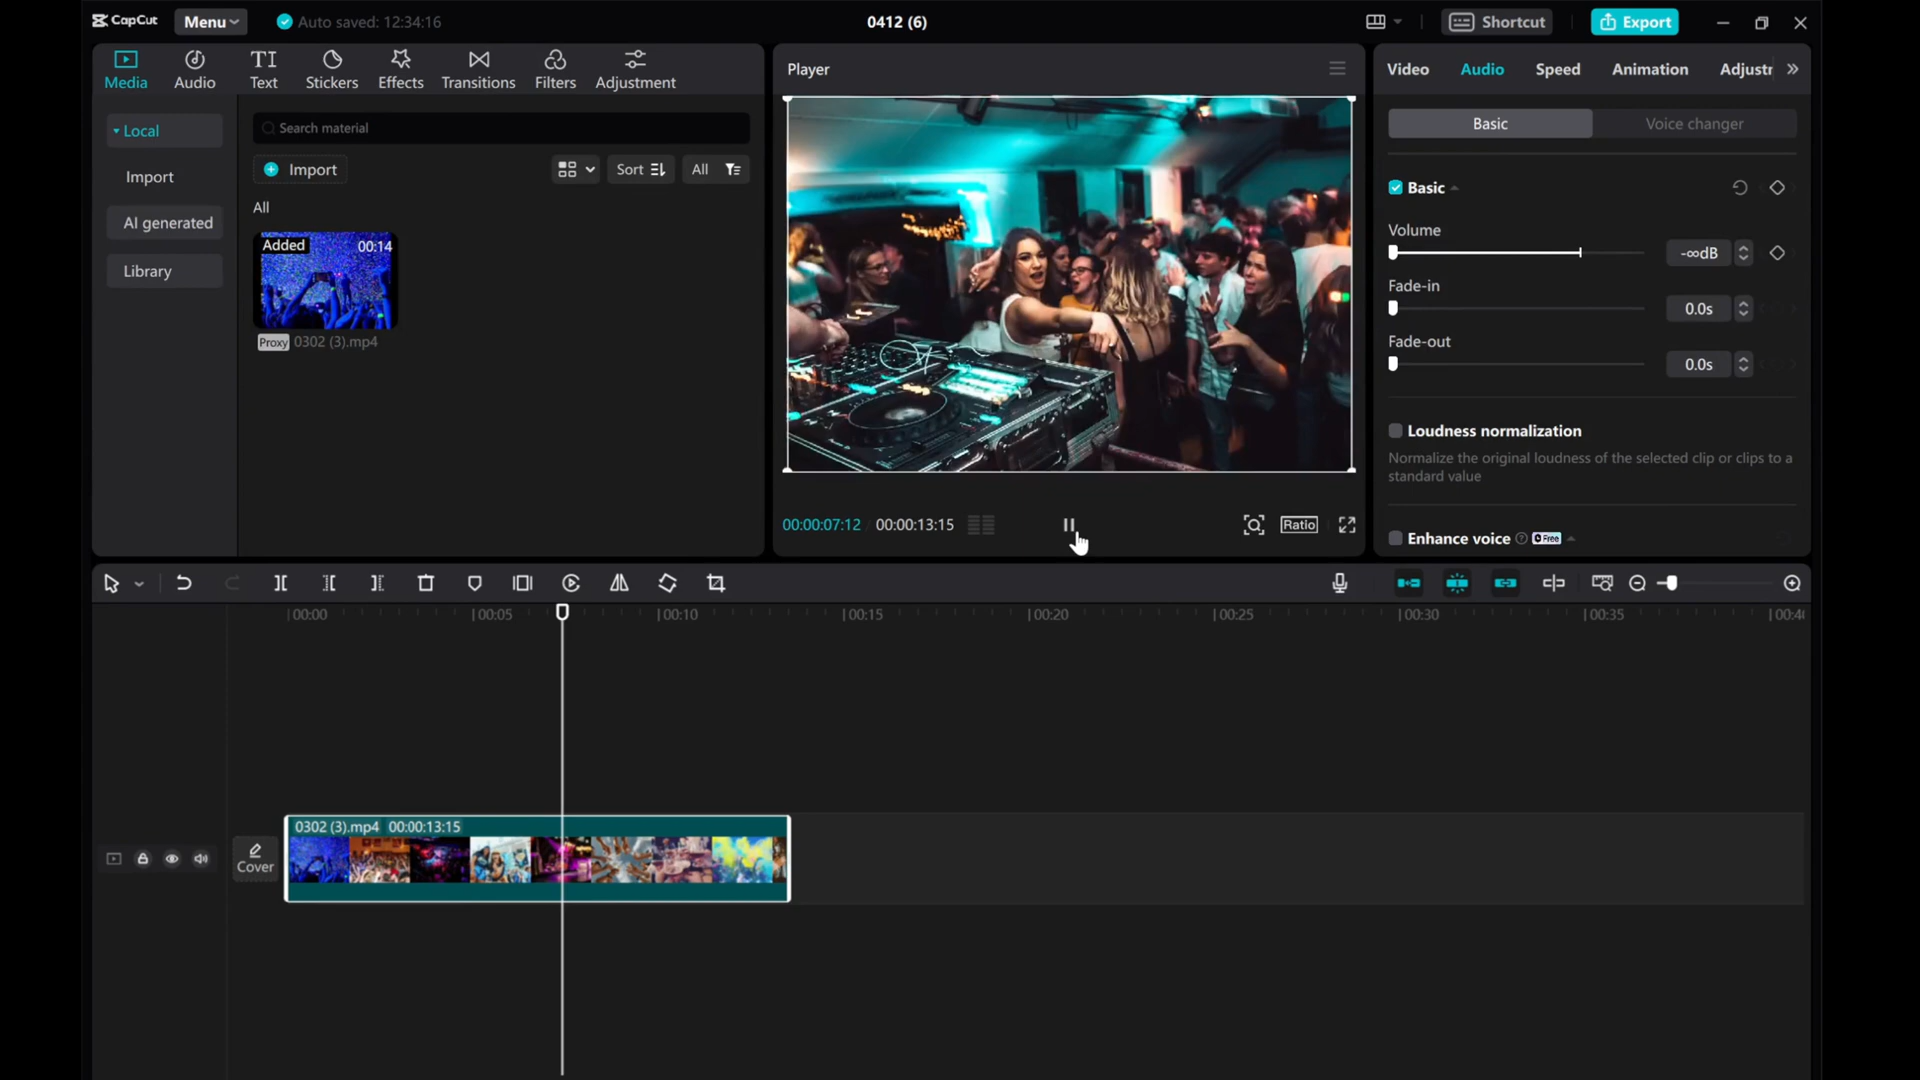 CapCut
Menu
Auto saved: 12:34:16
0412 (6)
Shortcut
Export
Media
Audio
Text
Stickers
Effects
Transitions
Filters
Adjustment
Local
Import
AI generated
Library
Search material
Import
Sort
All
All
Added
00:14
Proxy
0302 (3).mp4
Player
00:00:07:12
00:00:13:15
Ratio
Video
Audio
Speed
Animation
Adjustr
Basic
Voice changer
Basic
Volume
-∞dB
Fade-in
0.0s
Fade-out
0.0s
Loudness normalization
Normalize the original loudness of the selected clip or clips to a
standard value
Enhance voice
Free
00:00
00:05
00:10
00:15
00:20
00:25
00:30
00:35
00:40
Cover
0302 (3).mp4 00:00:13:15